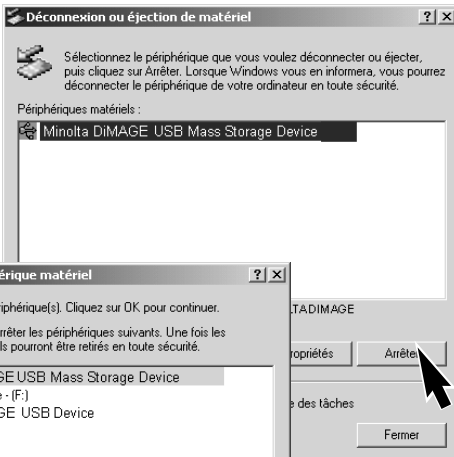 Déconnexion ou éjection de matériel
Sélectionnez le périphérique que vous voulez déconnecter ou éjecter,
puis cliquez sur Arrêter. Lorsque Windows vous en informera, vous pourrez
déconnecter le périphérique de votre ordinateur en toute sécurité.
Périphériques matériels :
Minolta DiMAGE USB Mass Storage Device
LTADIMAGE
ropriétés
Arrêter
e des tâches
Fermer
érique matériel
riphérique(s). Cliquez sur OK pour continuer.
rrêter les périphériques suivants. Une fois les
ls pourront être retirés en toute sécurité.
GE USB Mass Storage Device
e - (F:)
GE USB Device